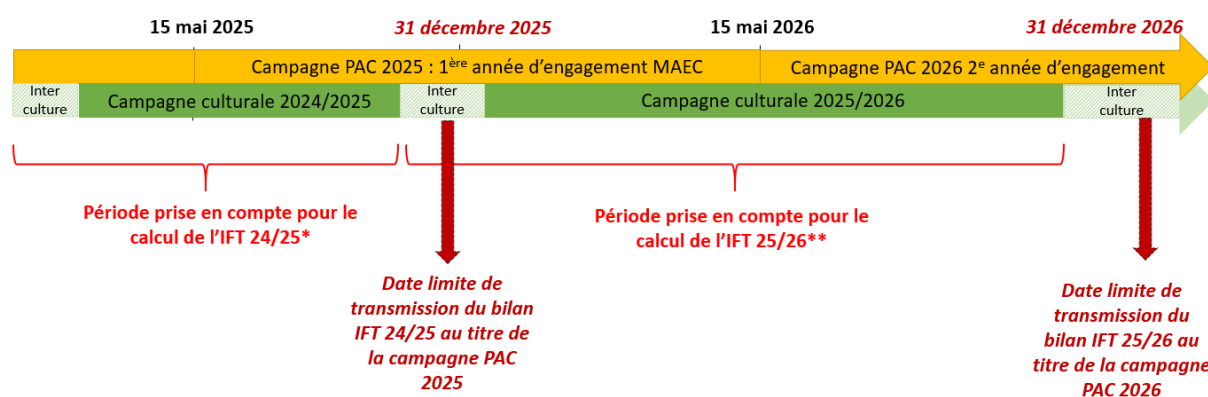 15 mai 2025
31 décembre 2025
15 mai 2026
31 décembre 2026
Campagne PAC 2025 : 1ère année d'engagement MAEC
Campagne PAC 2026 2e année d'engagement
Inter
culture
Campagne culturale 2024/2025
Inter
culture
Campagne culturale 2025/2026
Inter
culture
Période prise en compte pour le
calcul de l'IFT 24/25*
Période prise en compte pour le
calcul de l'IFT 25/26**
Date limite de
transmission du bilan
IFT 24/25 au titre de
la campagne PAC
2025
Date limite de
transmission du
bilan IFT 25/26 au
titre de la campagne
PAC 2026